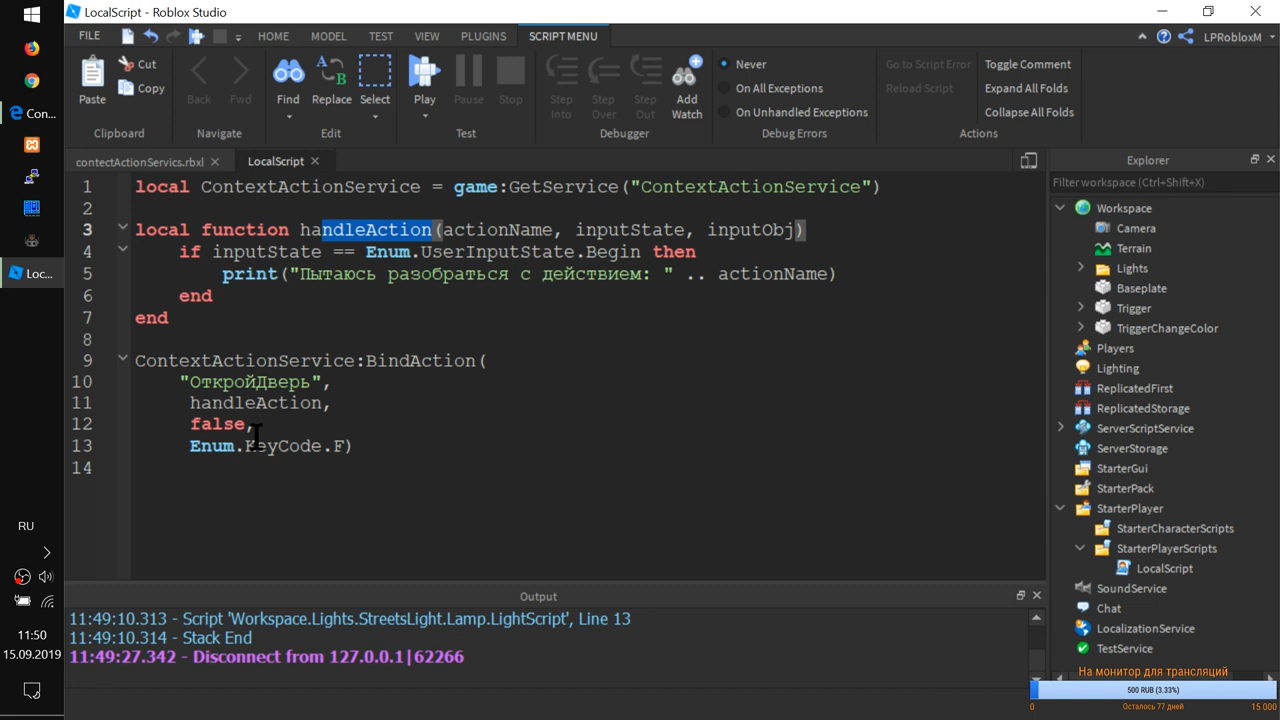 LocalScript - Roblox Studio
FILE HOME MODEL TEST VIEW PLUGINS SCRIPT MENU LPRobloxM
Paste Cut Copy
Back Fwd
Find Replace Select
Play Pause Stop
Step Into Step Over Step Out Add Watch
Never
On All Exceptions
On Unhandled Exceptions
Go to Script Error
Reload Script
Toggle Comment
Expand All Folds
Collapse All Folds
Clipboard Navigate Edit Test Debugger Debug Errors Actions
contectActionServics.rbxl LocalScript
1 local ContextActionService = game:GetService("ContextActionService")
2
3 local function handleAction(actionName, inputState, inputObj)
4 if inputState == Enum.UserInputState.Begin then
5 print("Пытаюсь разобраться с действием: " .. actionName)
6 end
7 end
8
9 ContextActionService:BindAction(
10 "ОткройДверь",
11 handleAction,
12 false,
13 Enum.KeyCode.F)
14
Explorer
Filter workspace (Ctrl+Shift+X)
Workspace
Camera
Terrain
Lights
Baseplate
Trigger
TriggerChangeColor
Players
Lighting
ReplicatedFirst
ReplicatedStorage
ServerScriptService
ServerStorage
StarterGui
StarterPack
StarterPlayer
StarterCharacterScripts
StarterPlayerScripts
LocalScript
SoundService
Chat
LocalizationService
TestService
Output
11:49:10.313 - Script 'Workspace.Lights.StreetsLight.Lamp.LightScript', Line 13
11:49:10.314 - Stack End
11:49:27.342 - Disconnect from 127.0.0.1|62266
На монитор для трансляций
500 RUB (3.33%)
0 Осталось 77 дней 15 000
Con...
Loc...
RU
11:50
15.09.2019